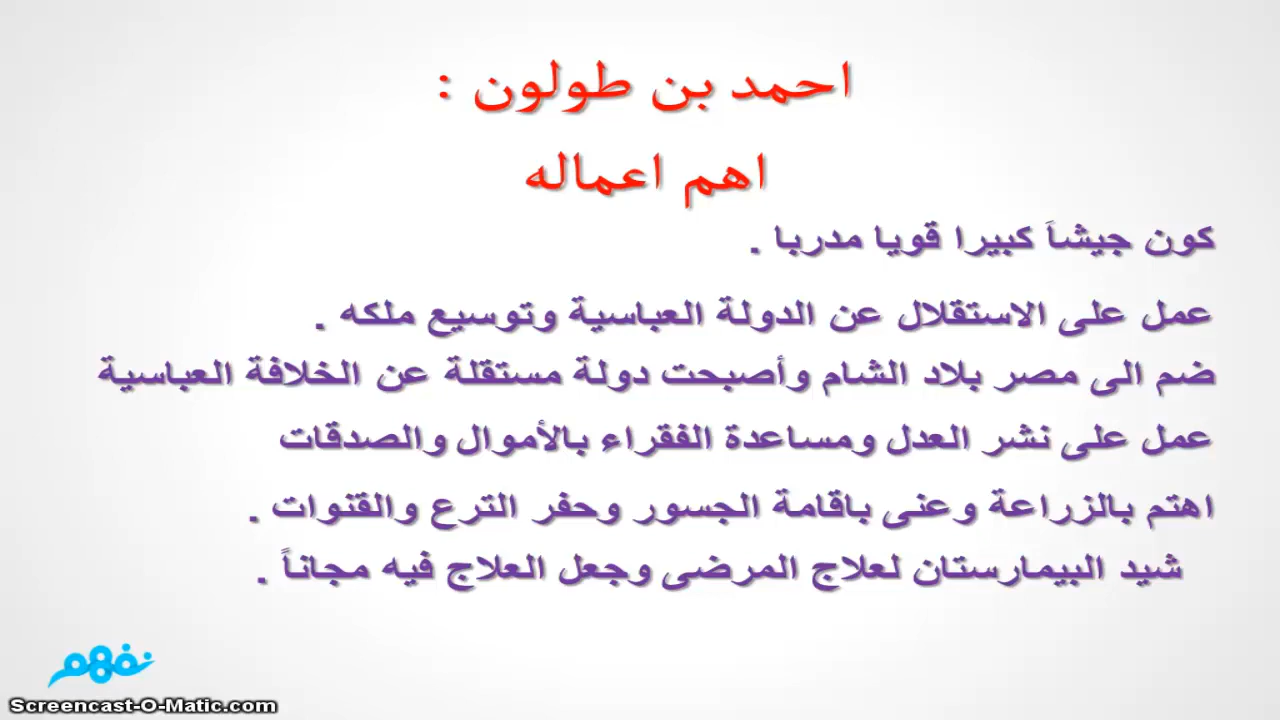 احمد بن طولون :
اهم اعماله
كون جيشاً كبيرا قويا مدربا .
عمل على الاستقلال عن الدولة العباسية وتوسيع ملكه .
ضم الى مصر بلاد الشام وأصبحت دولة مستقلة عن الخلافة العباسية
عمل على نشر العدل ومساعدة الفقراء بالأموال والصدقات
اهتم بالزراعة وعنى باقامة الجسور وحفر الترع والقنوات .
شيد البيمارستان لعلاج المرضى وجعل العلاج فيه مجاناً .
نفهم
Screencast-O-Matic.com